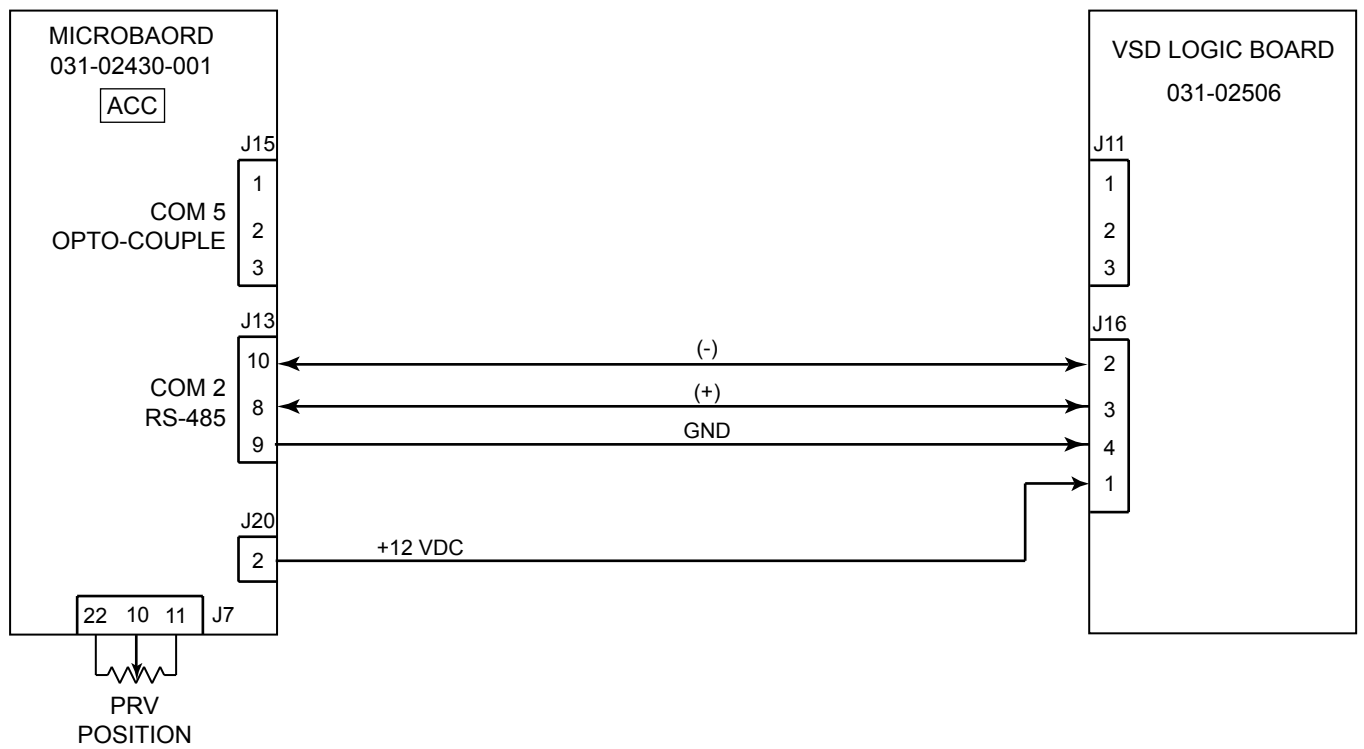 MICROBAORD
031-02430-001
ACC
J15
1
COM 5
OPTO-COUPLE
2
3
J13
10
COM 2
RS-485
8
9
J20
2
22 10 11 J7
PRV
POSITION
(-)
(+)
GND
+12 VDC
VSD LOGIC BOARD
031-02506
J11
1
2
3
J16
2
3
4
1